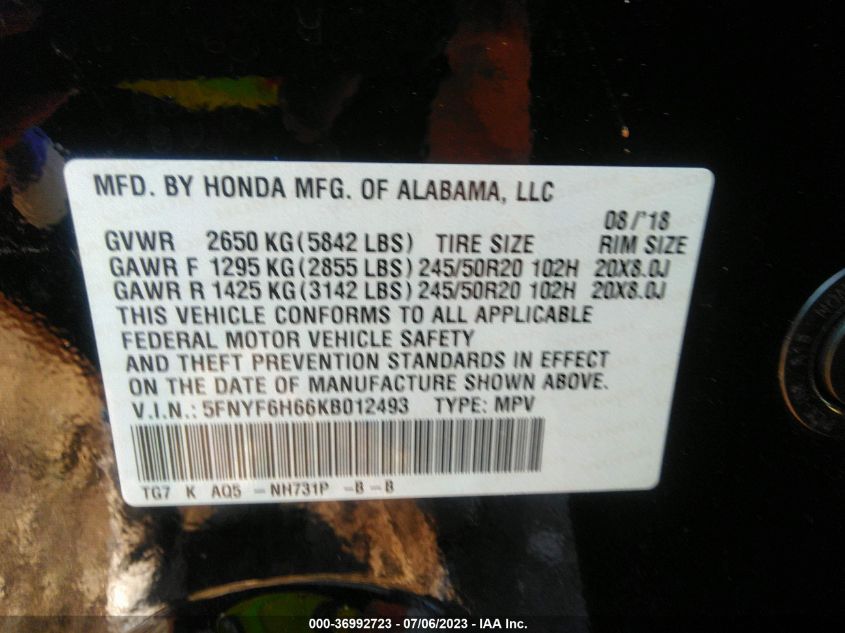 MFD. BY HONDA MFG. OF ALABAMA, LLC
08/'18
GVWR 2650 KG(5842 LBS) TIRE SIZE RIM SIZE
GAWR F 1295 KG(2855 LBS) 245/50R20 102H 20X8.0J
GAWR R 1425 KG(3142 LBS) 245/50R20 102H 20X8.0J
THIS VEHICLE CONFORMS TO ALL APPLICABLE
FEDERAL MOTOR VEHICLE SAFETY
AND THEFT PREVENTION STANDARDS IN EFFECT
ON THE DATE OF MANUFACTURE SHOWN ABOVE.
V.I.N.: 5FNYF6H66KB012493 TYPE: MPV
TG7 K A05 -NH731P -B-B
000-36992723 - 07/06/2023 - IAA Inc.